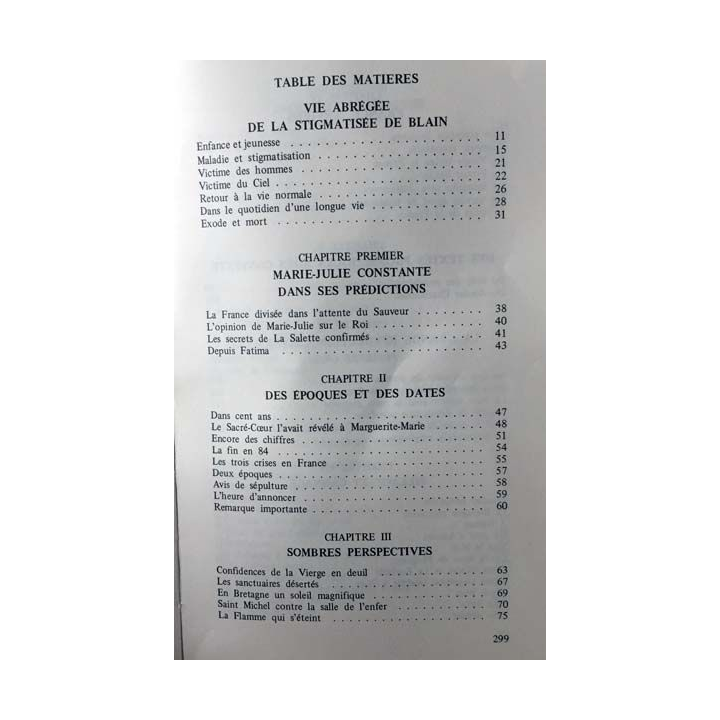 TABLE DES MATIERES
VIE ABRÉGÉE
DE LA STIGMATISÉE DE BLAIN
Enfance et jeunesse . . . . . . . . . . . . . . . . . . . . . 11
Maladie et stigmatisation . . . . . . . . . . . . . . . . . . 15
Victime des hommes . . . . . . . . . . . . . . . . . . . . . 21
Victime du Ciel . . . . . . . . . . . . . . . . . . . . . . . 22
Retour à la vie normale . . . . . . . . . . . . . . . . . . . 26
Dans le quotidien d'une longue vie . . . . . . . . . . . . . 28
Exode et mort . . . . . . . . . . . . . . . . . . . . . . . . 31
CHAPITRE PREMIER
MARIE-JULIE CONSTANTE
DANS SES PRÉDICTIONS
La France divisée dans l'attente du Sauveur . . . . . . . . 38
L'opinion de Marie-Julie sur le Roi . . . . . . . . . . . . . 40
Les secrets de La Salette confirmés . . . . . . . . . . . . . 41
Depuis Fatima . . . . . . . . . . . . . . . . . . . . . . . . 43
CHAPITRE II
DES ÉPOQUES ET DES DATES
Dans cent ans . . . . . . . . . . . . . . . . . . . . . . . . 47
Le Sacré-Cœur l'avait révélé à Marguerite-Marie . . . . . . 48
Encore des chiffres . . . . . . . . . . . . . . . . . . . . . 51
La fin en 84 . . . . . . . . . . . . . . . . . . . . . . . . 54
Les trois crises en France . . . . . . . . . . . . . . . . . 55
Deux époques . . . . . . . . . . . . . . . . . . . . . . . . 57
Avis de sépulture . . . . . . . . . . . . . . . . . . . . . . 58
L'heure d'annoncer . . . . . . . . . . . . . . . . . . . . . 59
Remarque importante . . . . . . . . . . . . . . . . . . . . . 60
CHAPITRE III
SOMBRES PERSPECTIVES
Confidences de la Vierge en deuil . . . . . . . . . . . . . . 63
Les sanctuaires désertés . . . . . . . . . . . . . . . . . . 67
En Bretagne un soleil magnifique . . . . . . . . . . . . . . 69
Saint Michel contre la salle de l'enfer . . . . . . . . . . . 70
La Flamme qui s'éteint . . . . . . . . . . . . . . . . . . . 75
299